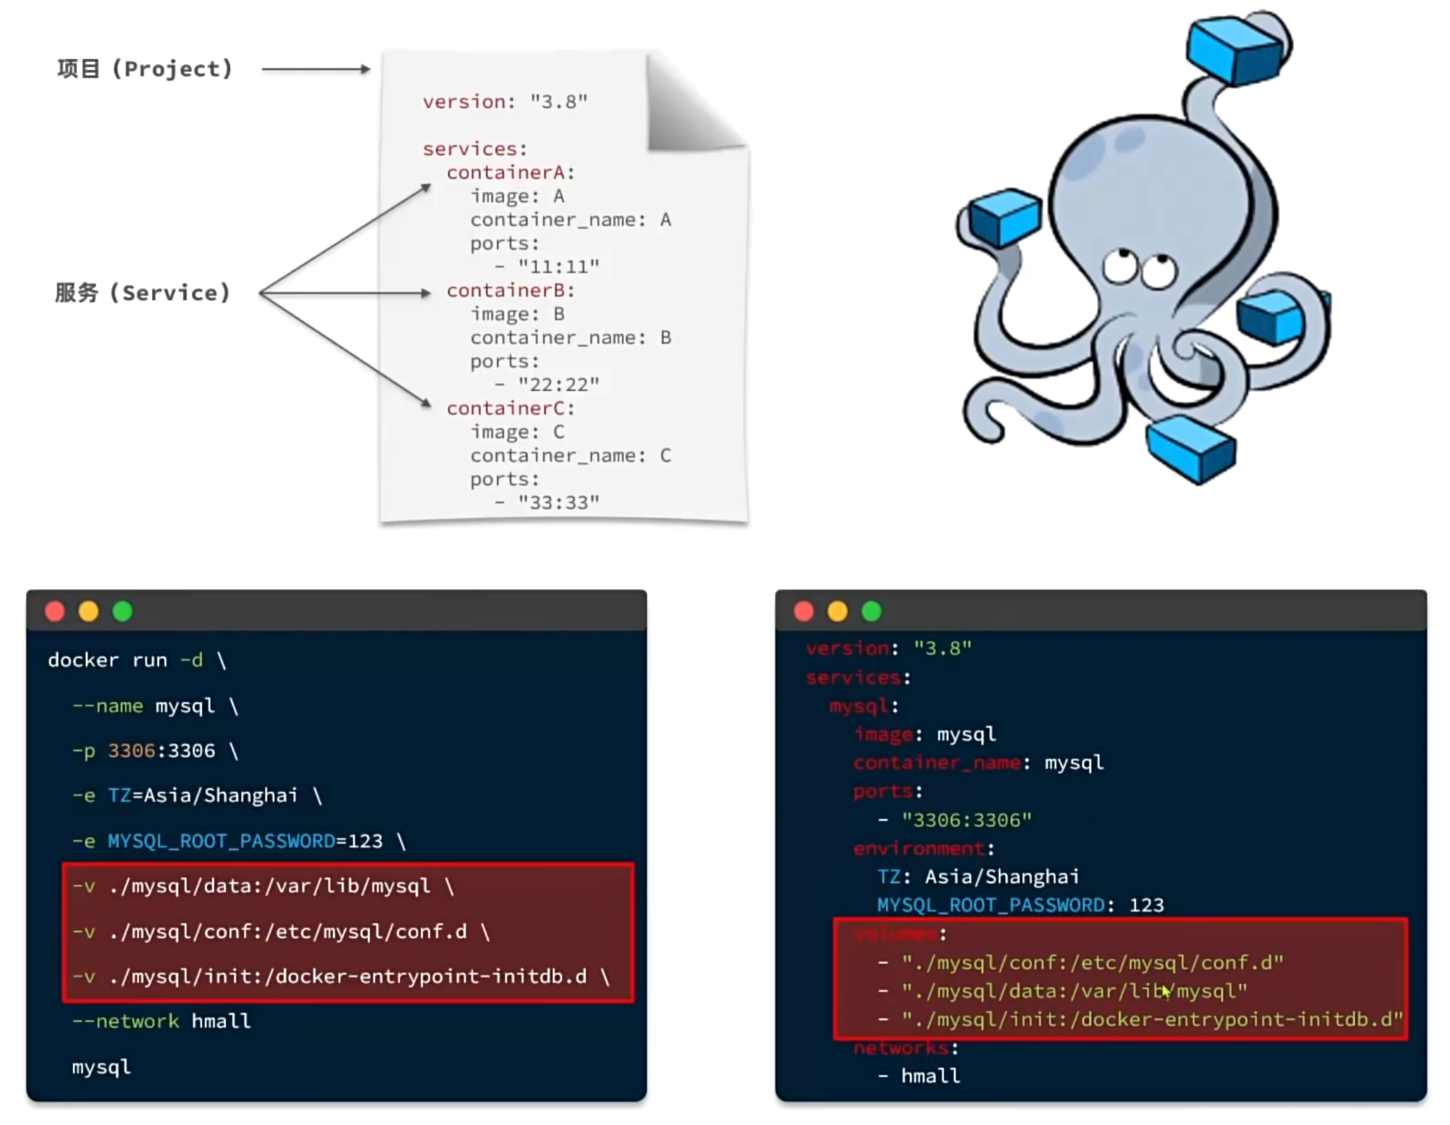 项目 (Project)
version: "3.8"
services:
containerA:
image: A
container_name: A
ports:
- "11:11"
服务 (Service)
containerB:
image: B
container_name: B
ports:
- "22:22"
containerC:
image: C
container_name: C
ports:
- "33:33"
docker run -d \
--name mysql \
-p 3306:3306 \
-e TZ=Asia/Shanghai \
-e MYSQL_ROOT_PASSWORD=123 \
-v ./mysql/data:/var/lib/mysql \
-v ./mysql/conf:/etc/mysql/conf.d \
-v ./mysql/init:/docker-entrypoint-initdb.d \
--network hmall
mysql
version: "3.8"
services:
mysql:
image: mysql
container_name: mysql
ports:
- "3306:3306"
environment:
TZ: Asia/Shanghai
MYSQL_ROOT_PASSWORD: 123
volumes:
- "./mysql/conf:/etc/mysql/conf.d"
- "./mysql/data:/var/lib/mysql"
- "./mysql/init:/docker-entrypoint-initdb.d"
networks:
- hmall